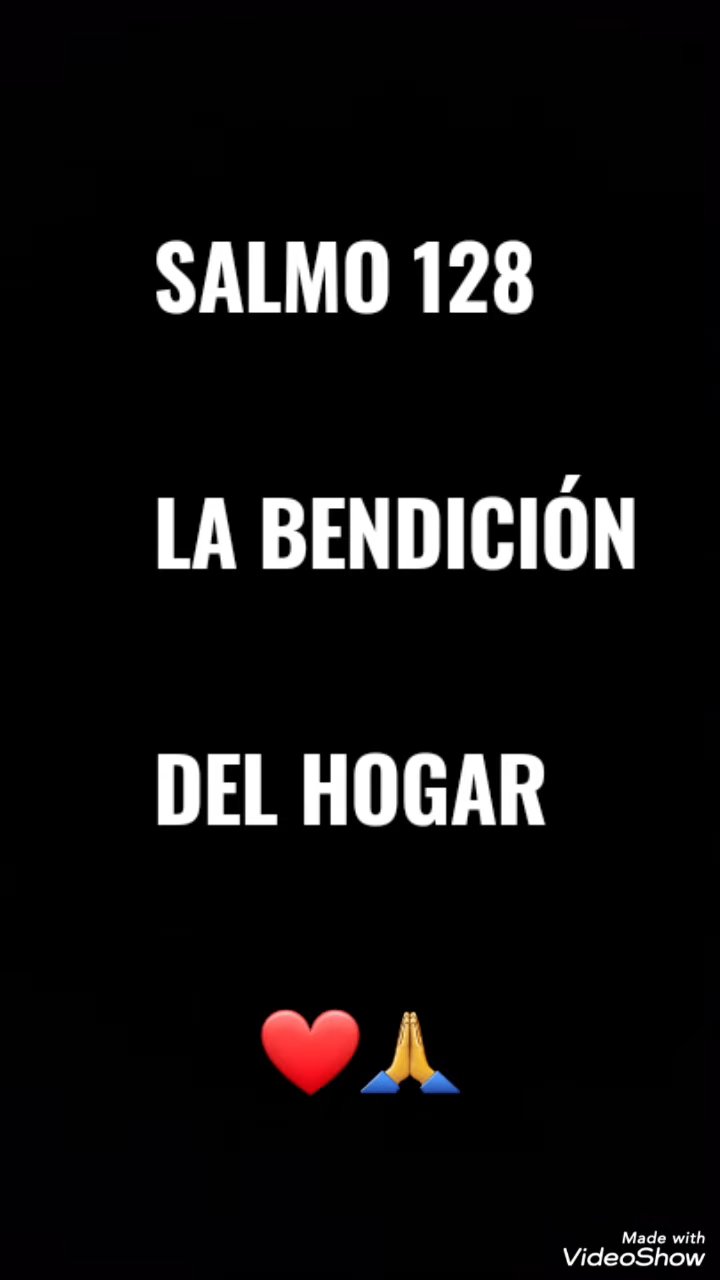 SALMO 128
LA BENDICIÓN
DEL HOGAR
❤️🙏
Made with
VideoShow